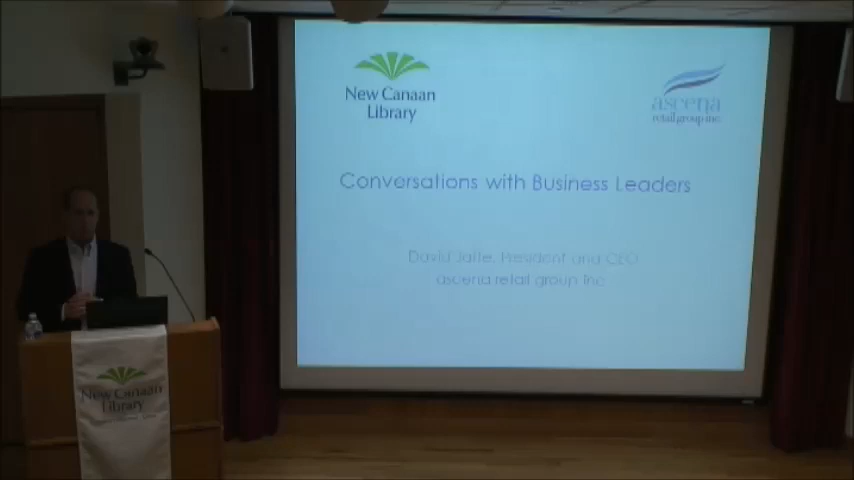 New Canaan
Library
ascena
retail group inc.
Conversations with Business Leaders
David Jaffe, President and CEO
ascena retail group inc.
New Canaan
Library